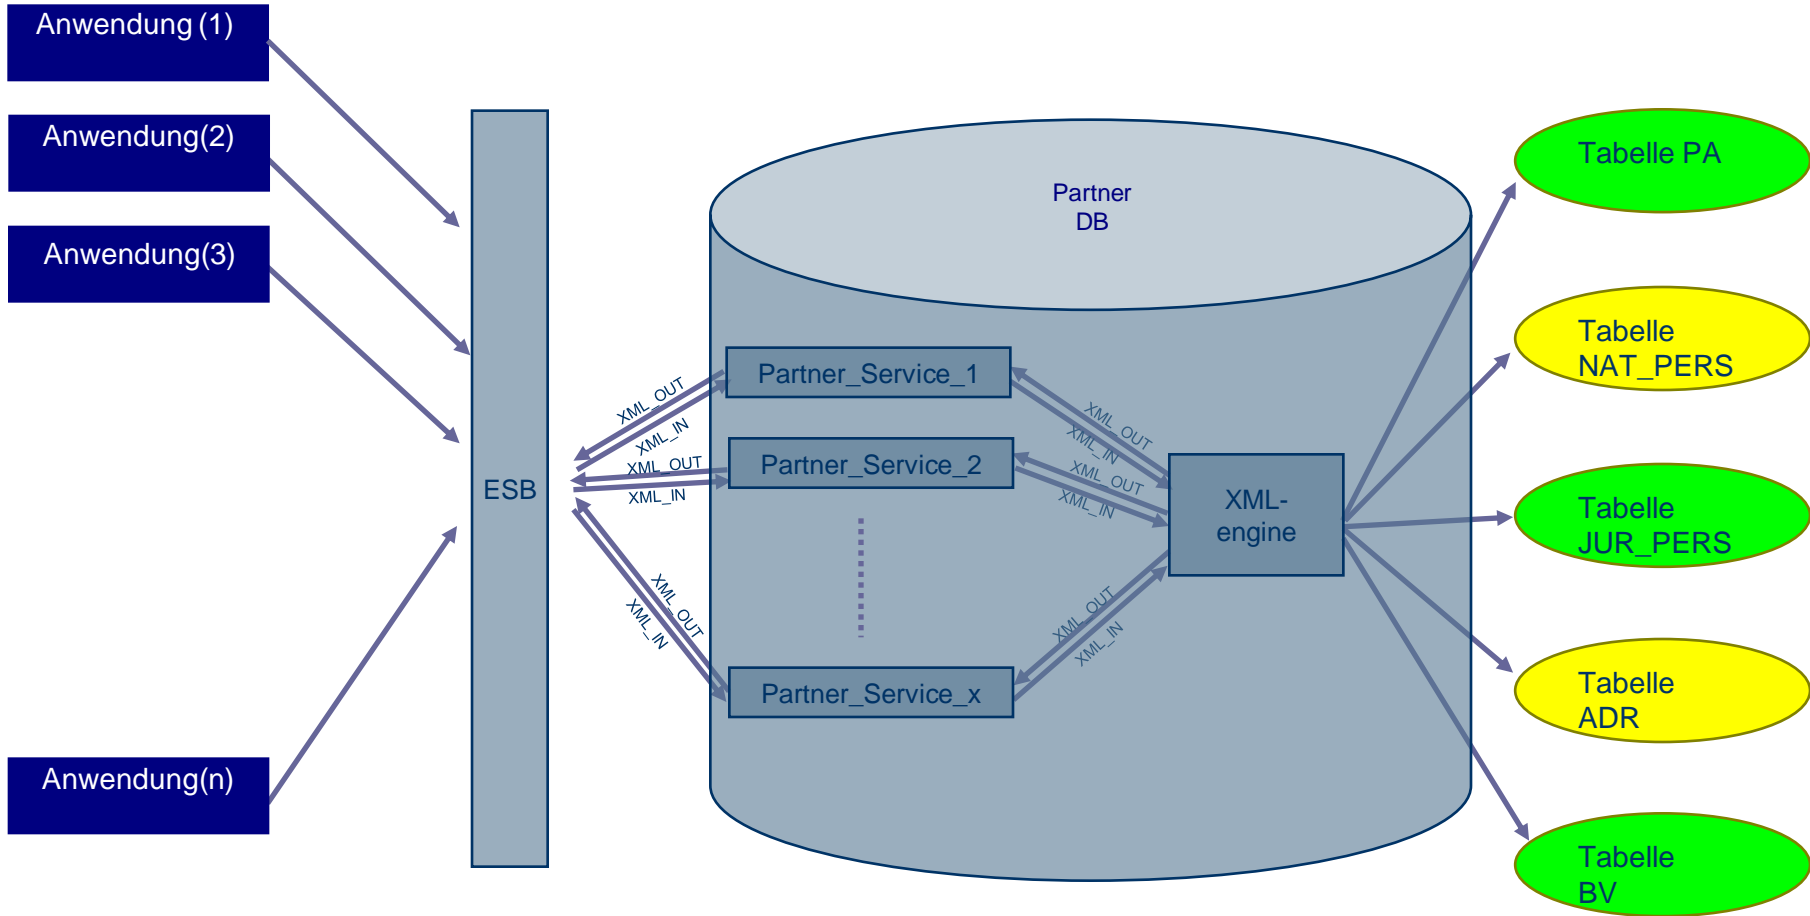 Anwendung (1)
Anwendung(2)
Anwendung(3)
Anwendung(n)
ESB
Partner
DB
Partner_Service_1
Partner_Service_2
Partner_Service_x
XML_OUT
XML_IN
XML_OUT
XML_IN
XML_OUT
XML_IN
XML_OUT
XML_IN
XML_OUT
XML_IN
XML_OUT
XML_IN
XML-
engine
Tabelle PA
Tabelle
NAT_PERS
Tabelle
JUR_PERS
Tabelle
ADR
Tabelle
BV